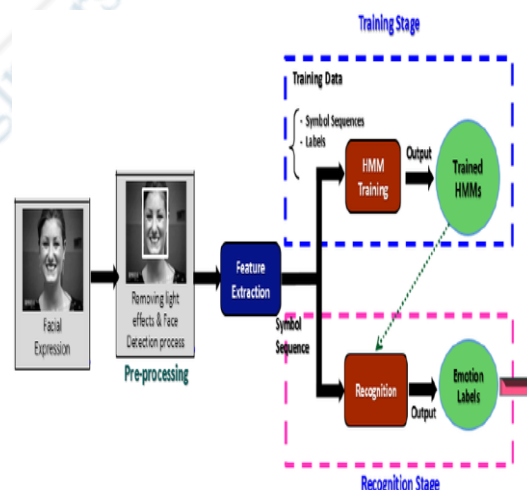 Training Stage
Training Data
· Symbol Sequences
· Labels
HMM
Training
Output
Trained
HMMs
Facial
Expression
Removing light
effects & Face
Detection process
Pre-processing
Feature
Extraction
Symbol
Sequence
Recognition
Output
Emotion
Labels
Recognition Stage